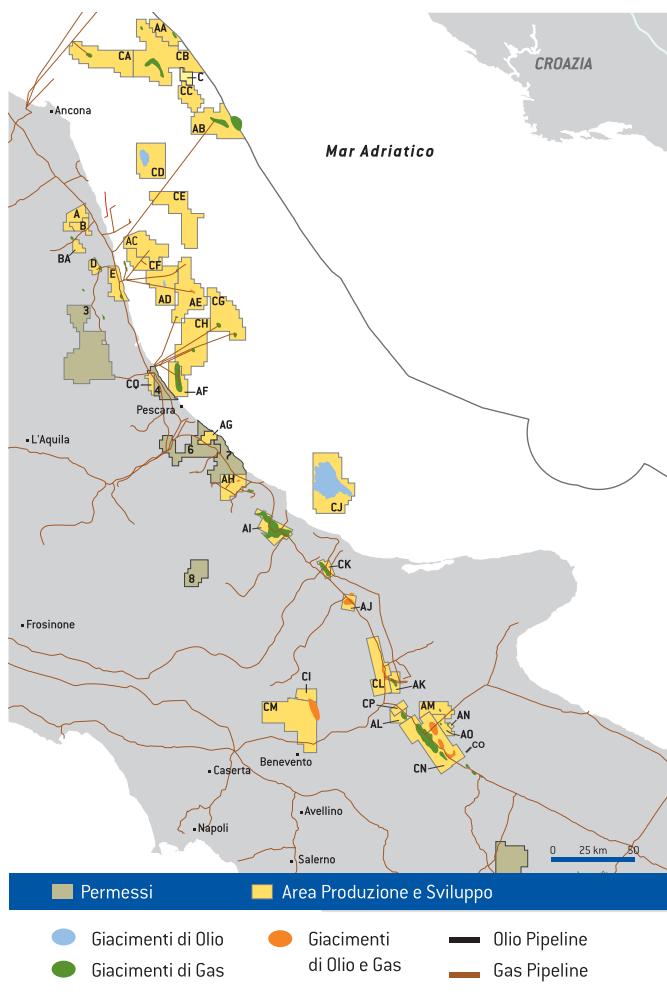 AA
CA
CB
C
CC
CROAZIA
Ancona
AB
Mar Adriatico
CD
CE
A
B
AC
BA
CF
D
E
AD
AE
CG
3
CH
CQ
4
AF
Pescara
AG
L'Aquila
6
7
AH
CJ
AI
CK
8
AJ
Frosinone
CI
CL
AK
CP
CM
AM
AN
AL
AO
CO
Benevento
CN
Caserta
Avellino
Napoli
Salerno
0 25 km 50
Permessi
Area Produzione e Sviluppo
Giacimenti di Olio
Giacimenti
di Olio e Gas
Olio Pipeline
Giacimenti di Gas
Gas Pipeline